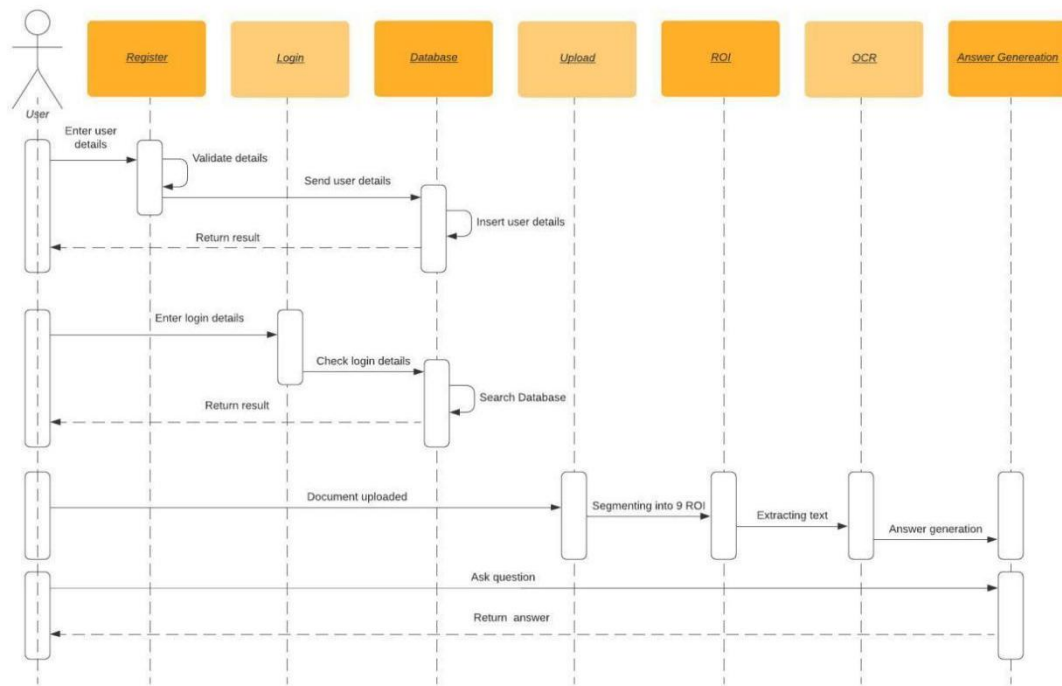 Register
Login
Database
Upload
ROI
OCR
Answer Genereation
User
Enter user
details
Validate details
Send user details
Insert user details
Return result
Enter login details
Check login details
Search Database
Return result
Document uploaded
Segmenting into 9 ROI
Extracting text
Answer generation
Ask question
Return answer